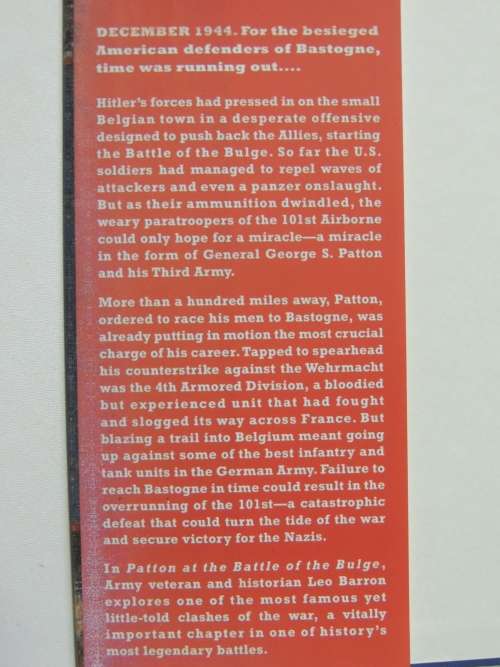 DECEMBER 1944. For the besieged
American defenders of Bastogne,
time was running out....
Hitler's forces had pressed in on the small
Belgian town in a desperate offensive
designed to push back the Allies, starting
the Battle of the Bulge. So far the U.S.
soldiers had managed to repel waves of
attackers and even a panzer onslaught.
But as their ammunition dwindled, the
weary paratroopers of the 101st Airborne
could only hope for a miracle—a miracle
in the form of General George S. Patton
and his Third Army.
More than a hundred miles away, Patton,
ordered to race his men to Bastogne, was
already putting in motion the most crucial
charge of his career. Tapped to spearhead
his counterstrike against the Wehrmacht
was the 4th Armored Division, a bloodied
but experienced unit that had fought
and slogged its way across France. But
blazing a trail into Belgium meant going
up against some of the best infantry and
tank units in the German Army. Failure to
reach Bastogne in time could result in the
overrunning of the 101st—a catastrophic
defeat that could turn the tide of the war
and secure victory for the Nazis.
In Patton at the Battle of the Bulge,
Army veteran and historian Leo Barron
explores one of the most famous yet
little-told clashes of the war, a vitally
important chapter in one of history's
most legendary battles.